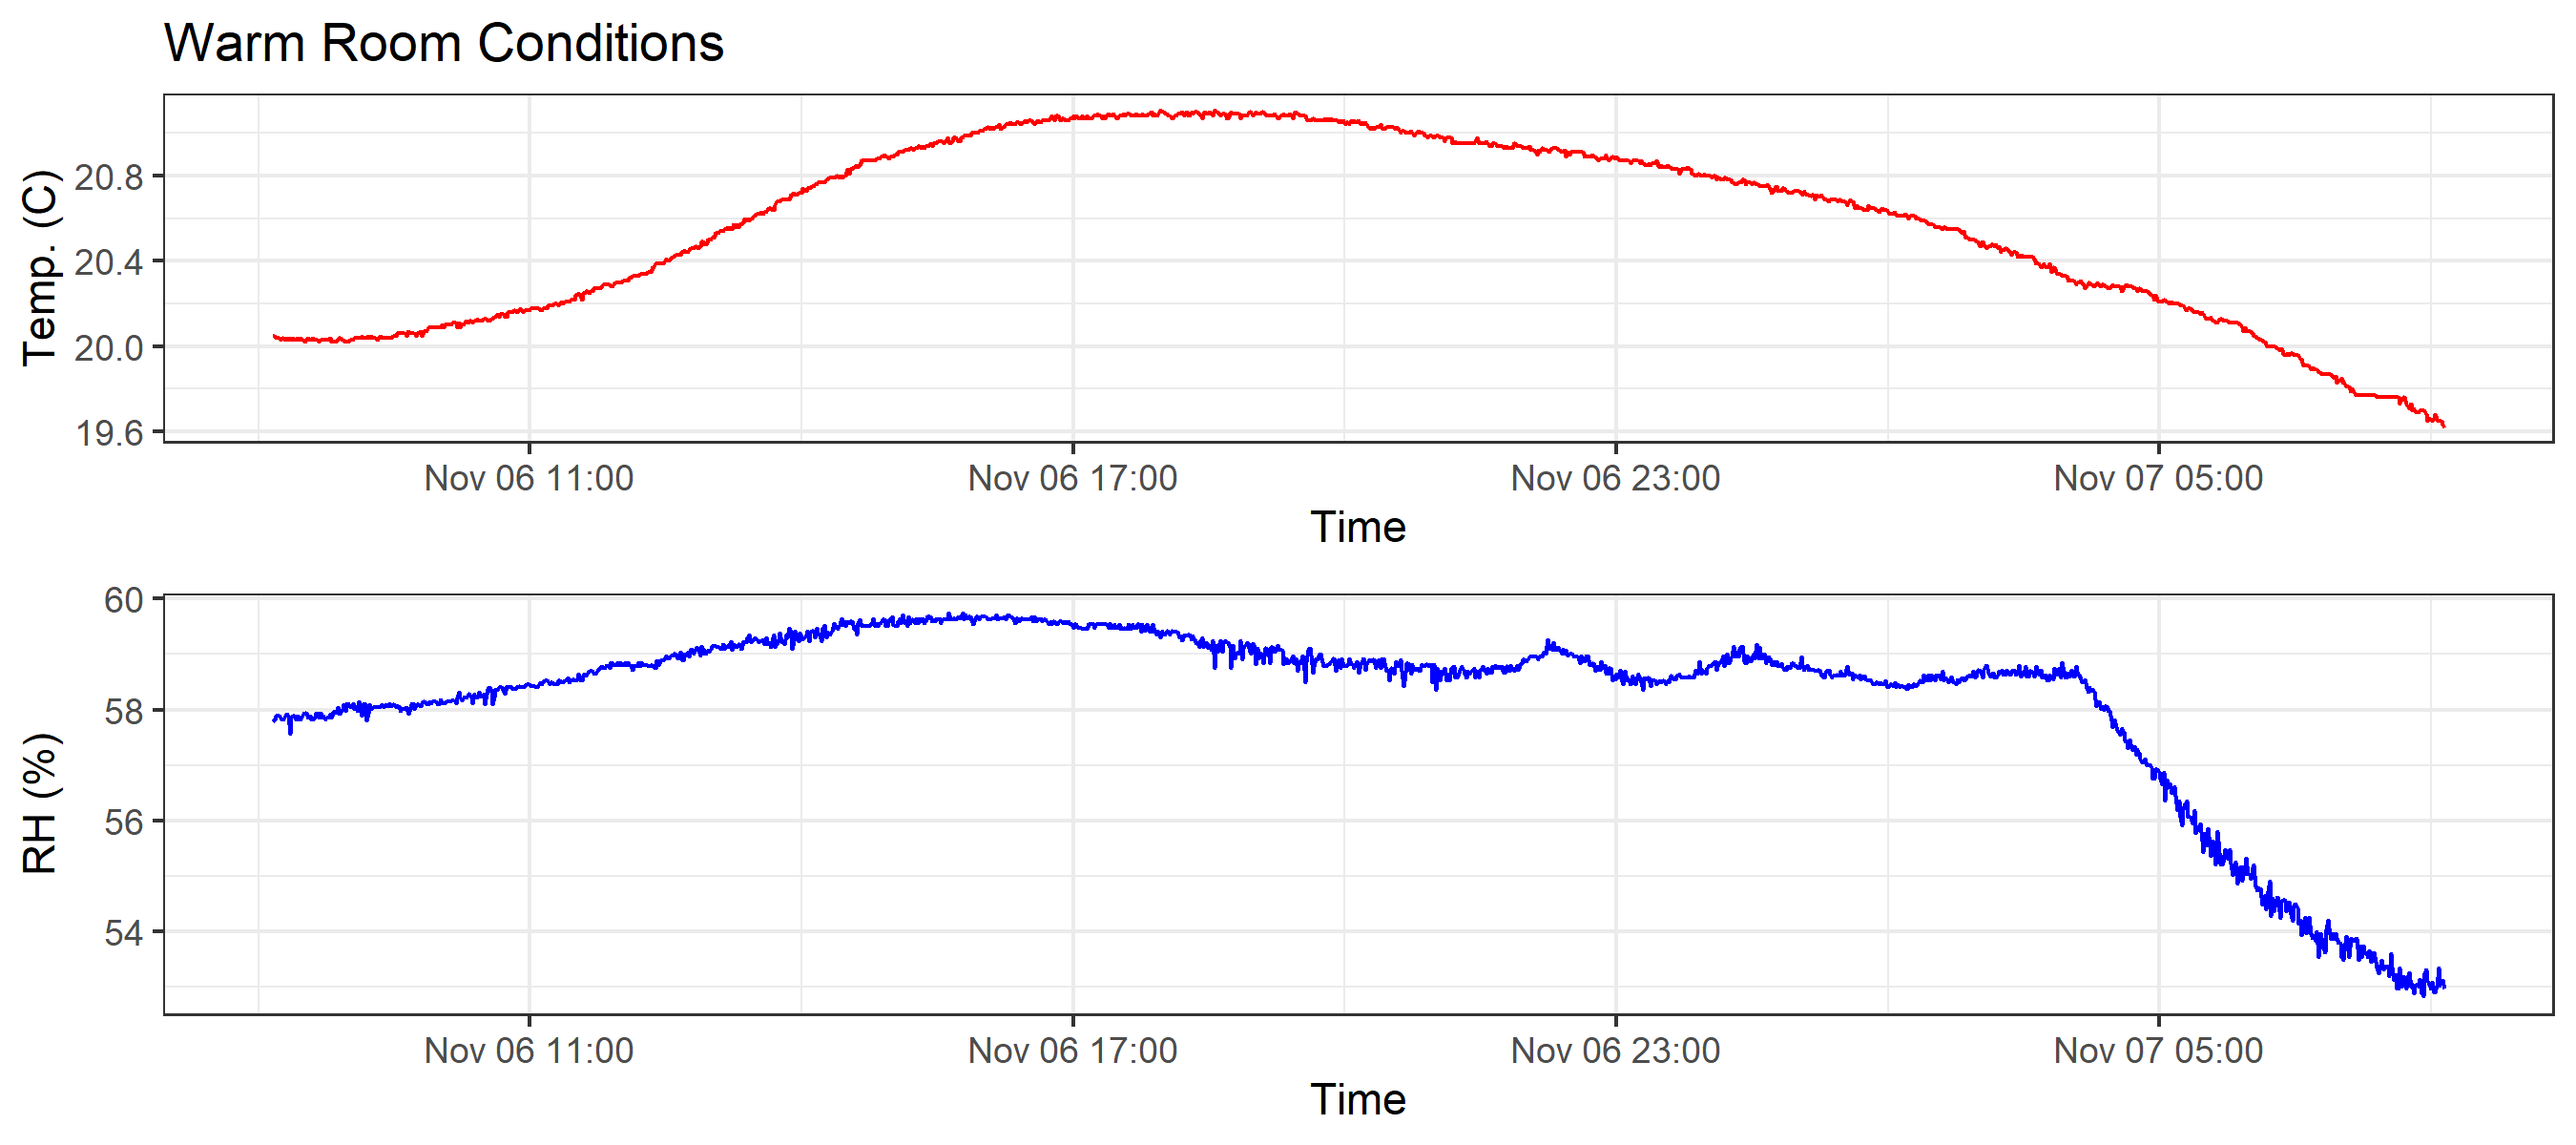 Warm Room Conditions
Temp. (C)
20.8
20.4
20.0
19.6
Nov 06 11:00 Nov 06 17:00 Nov 06 23:00 Nov 07 05:00
Time
RH (%)
60
58
56
54
Nov 06 11:00 Nov 06 17:00 Nov 06 23:00 Nov 07 05:00
Time